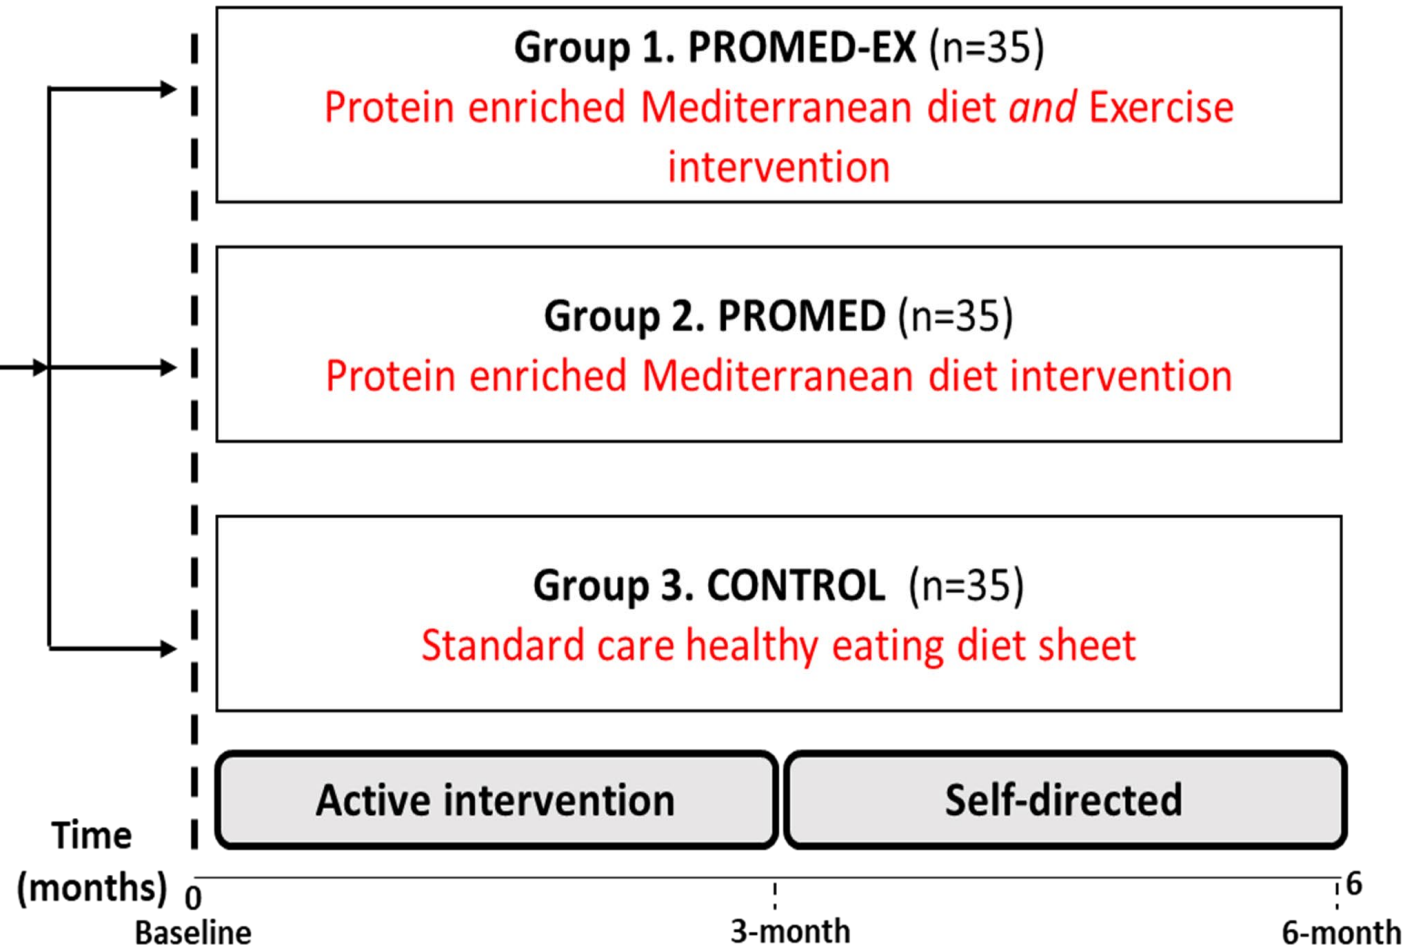 Group 1. PROMED-EX (n=35)
Protein enriched Mediterranean diet and Exercise
intervention
Group 2. PROMED (n=35)
Protein enriched Mediterranean diet intervention
Group 3. CONTROL (n=35)
Standard care healthy eating diet sheet
Active intervention
Self-directed
Time
(months)
0
6
Baseline
3-month
6-month